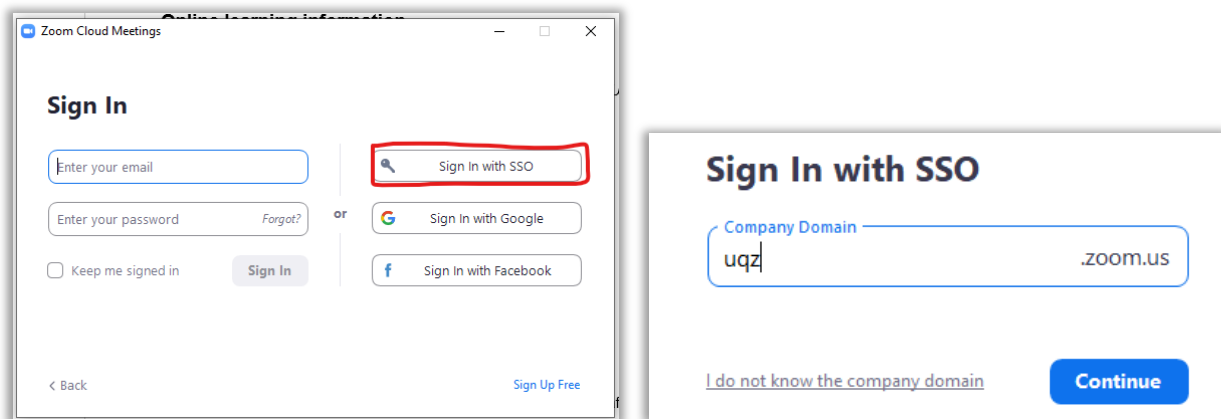 Online learning information
Zoom Cloud Meetings
Sign In
Enter your email
Enter your password
Forgot?
Keep me signed in
Sign In
or
Sign In with SSO
Sign In with Google
Sign In with Facebook
< Back
Sign Up Free
Sign In with SSO
Company Domain
uqz
.zoom.us
I do not know the company domain
Continue